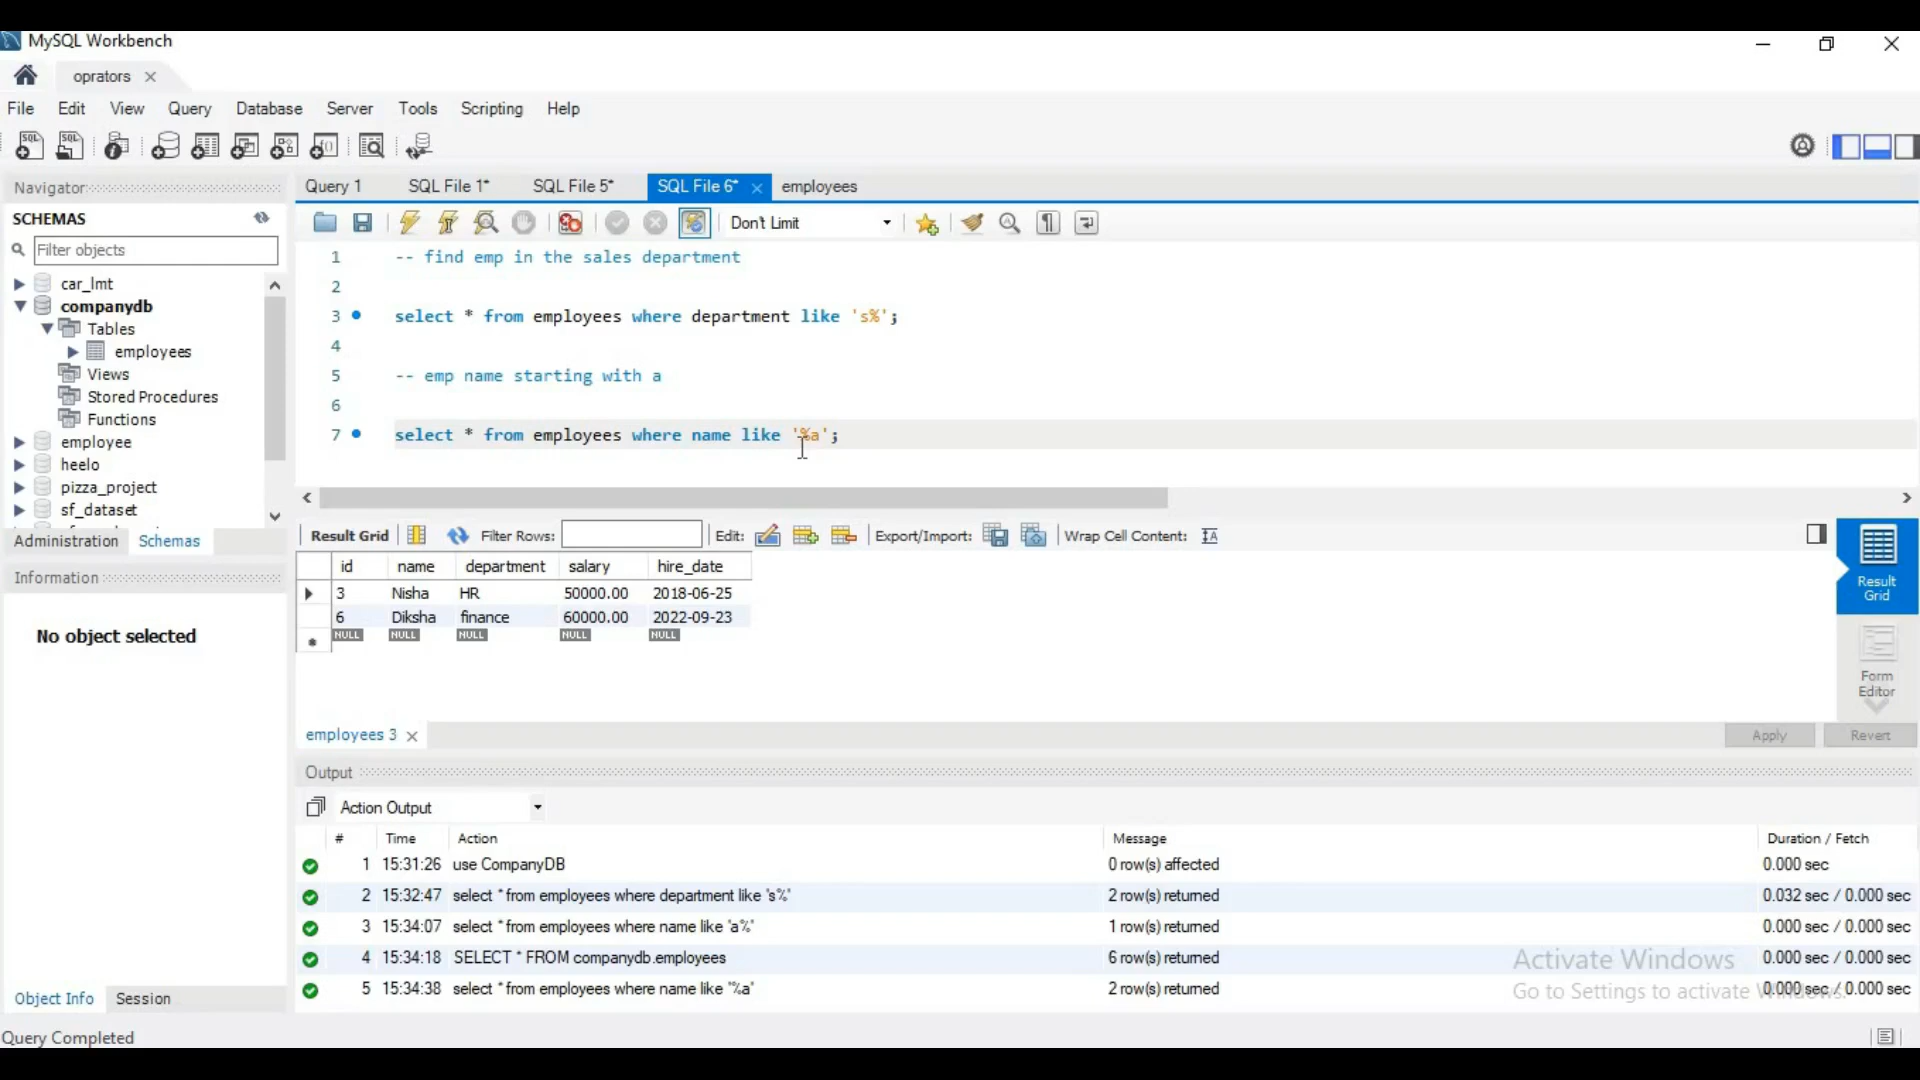 MySQL Workbench
oprators
File Edit View Query Database Server Tools Scripting Help
Navigator
SCHEMAS
Filter objects
car_lmt
companydb
Tables
employees
Views
Stored Procedures
Functions
employee
heelo
pizza_project
sf_dataset
Administration Schemas
Information
No object selected
Object Info Session
Query 1 SQL File 1* SQL File 5* SQL File 6* employees
Don't Limit
1 -- find emp in the sales department
2
3 select * from employees where department like 's%';
4
5 -- emp name starting with a
6
7 select * from employees where name like '%a';
Result Grid Filter Rows: Edit: Export/Import: Wrap Cell Content:
id name department salary hire_date
3 Nisha HR 50000.00 2018-06-25
6 Diksha finance 60000.00 2022-09-23
NULL NULL NULL NULL NULL
Result Grid
Form Editor
employees 3
Apply Revert
Output
Action Output
# Time Action Message Duration / Fetch
1 15:31:26 use CompanyDB 0 row(s) affected 0.000 sec
2 15:32:47 select * from employees where department like 's%' 2 row(s) returned 0.032 sec / 0.000 sec
3 15:34:07 select * from employees where name like 'a%' 1 row(s) returned 0.000 sec / 0.000 sec
4 15:34:18 SELECT * FROM companydb.employees 6 row(s) returned 0.000 sec / 0.000 sec
5 15:34:38 select * from employees where name like '%a' 2 row(s) returned 0.000 sec / 0.000 sec
Activate Windows
Go to Settings to activate Windows.
Query Completed